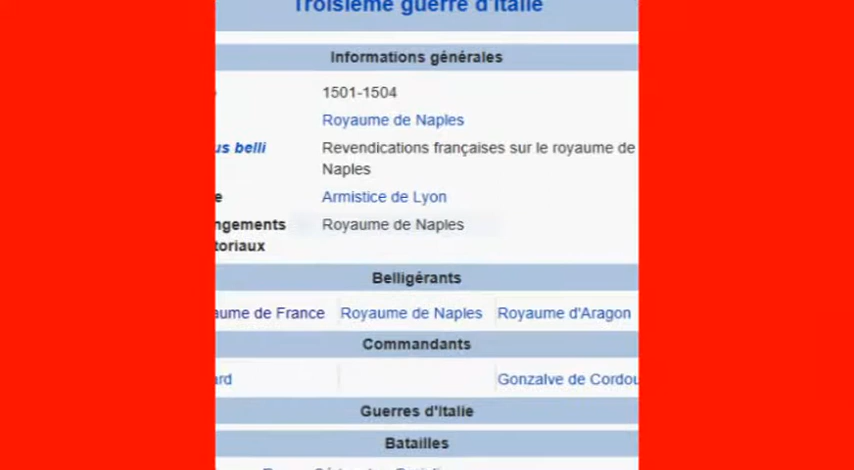 Troisième guerre d'Italie
Informations générales
1501-1504
Royaume de Naples
us belli Revendications françaises sur le royaume de
Naples
e Armistice de Lyon
ngements Royaume de Naples
toriaux
Belligérants
aume de France Royaume de Naples Royaume d'Aragon
Commandants
ard Gonzalve de Cordou
Guerres d'Italie
Batailles